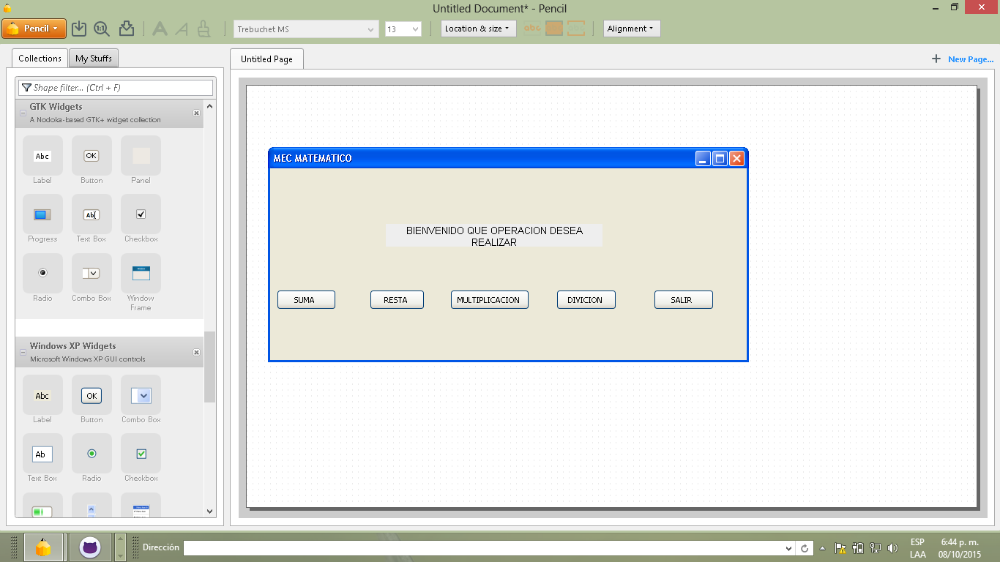 Untitled Document* - Pencil
Pencil
1:1
Trebuchet MS
13
Location & size
abc
Alignment
Collections
My Stuffs
Untitled Page
New Page...
Shape filter... (Ctrl + F)
GTK Widgets
A Nodoka-based GTK+ widget collection
Abc
OK
Label
Button
Panel
Ab
Progress
Text Box
Checkbox
Radio
Combo Box
Window
Frame
Windows XP Widgets
Microsoft Windows XP GUI controls
Abc
OK
Label
Button
Combo Box
Ab
Text Box
Radio
Checkbox
MEC MATEMATICO
BIENVENIDO QUE OPERACION DESEA
REALIZAR
SUMA
RESTA
MULTIPLICACION
DIVICION
SALIR
Dirección
ESP
LAA
6:44 p. m.
08/10/2015